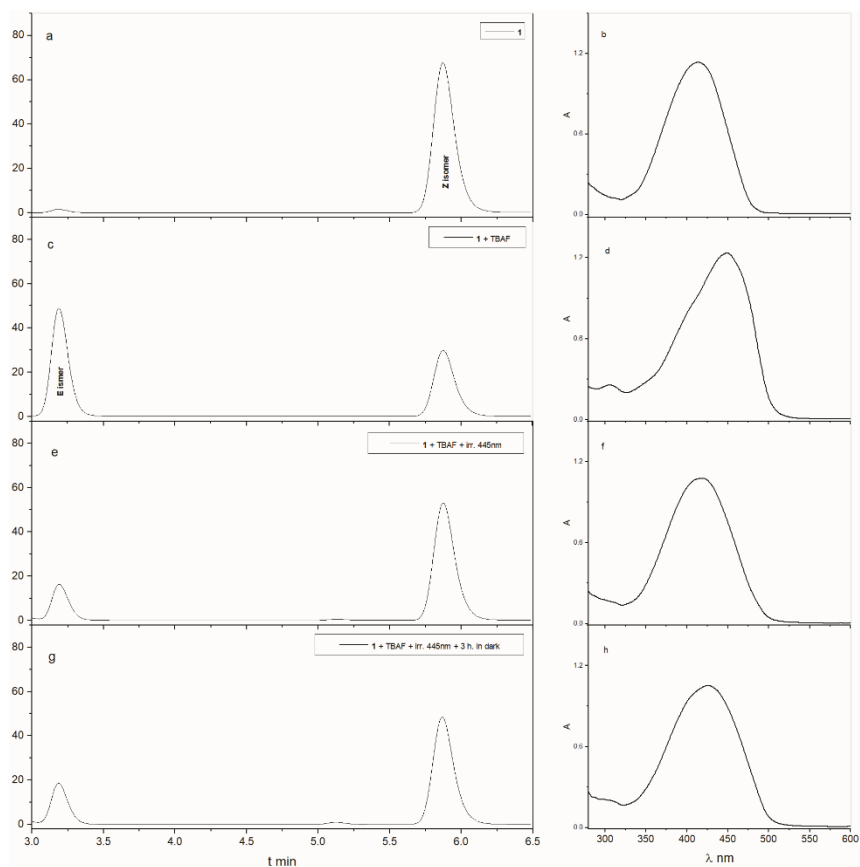 a
1
80
60
40
20
0
Z isomer
b
1.2
0.6
0.0
A
c
1 + TBAF
80
60
40
20
0
E ismer
d
1.2
0.6
0.0
A
e
1 + TBAF + irr. 445nm
80
60
40
20
0
f
1.2
0.6
0.0
A
g
1 + TBAF + irr. 445nm + 3 h. in dark
80
60
40
20
0
h
1.2
0.6
0.0
A
3.0 3.5 4.0 4.5 5.0 5.5 6.0 6.5
t min
300 350 400 450 500 550 600
λ nm